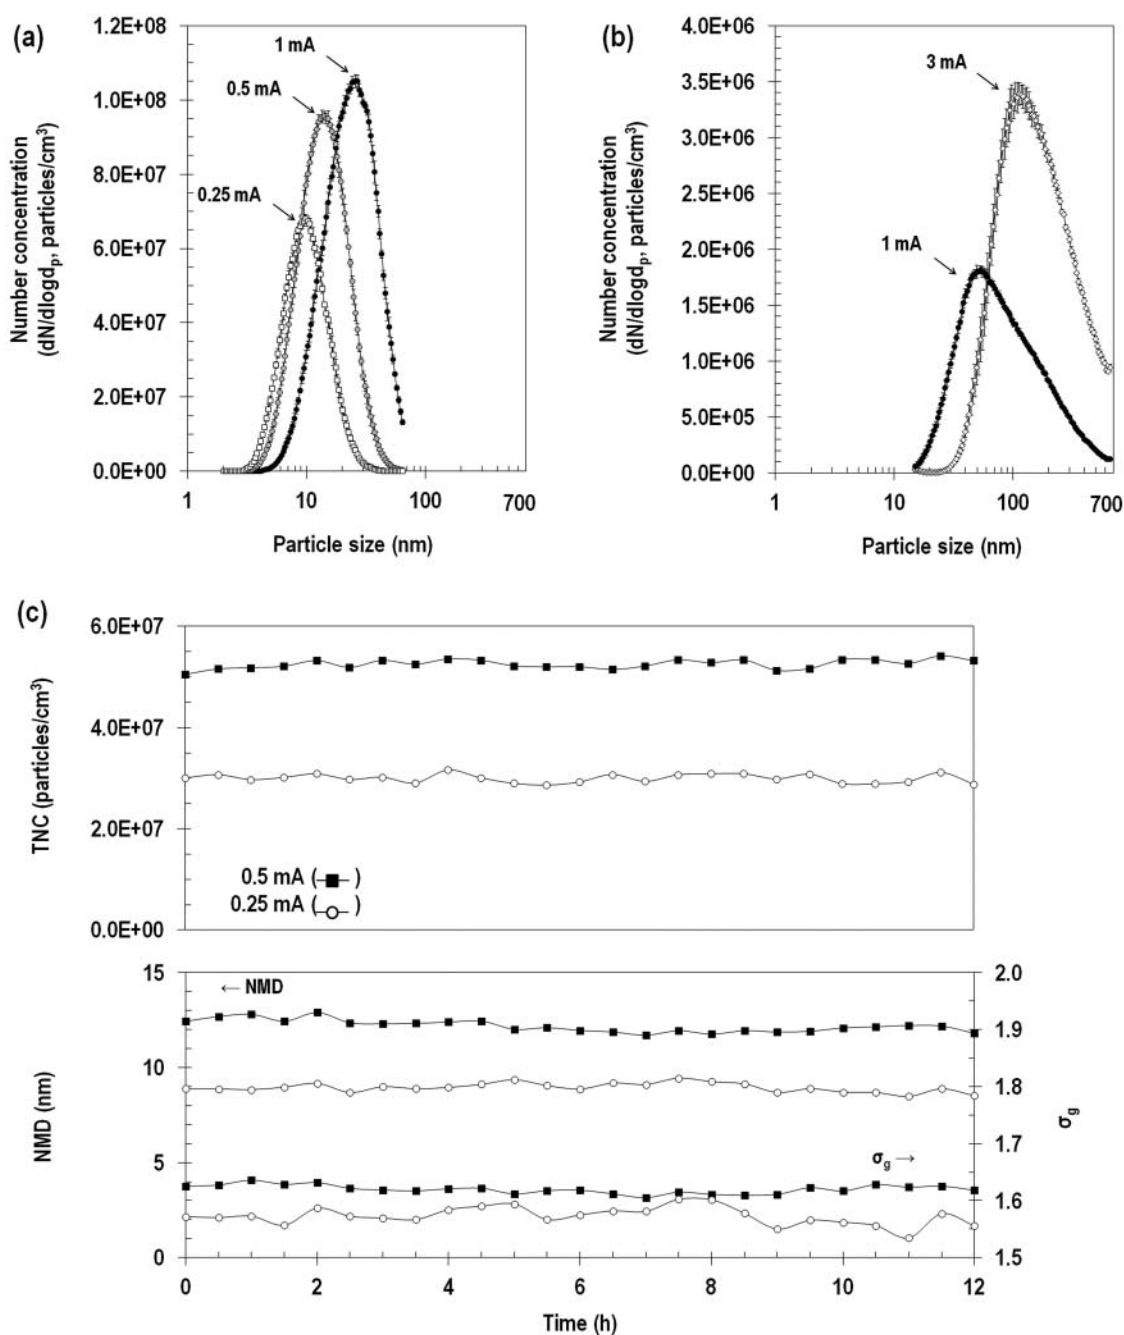 (a)
1.2E+08
1.0E+08
8.0E+07
6.0E+07
4.0E+07
2.0E+07
0.0E+00
Number concentration
(dN/dlogdₚ, particles/cm³)
1 mA
0.5 mA
0.25 mA
1 10 100 700
Particle size (nm)
(b)
4.0E+06
3.5E+06
3.0E+06
2.5E+06
2.0E+06
1.5E+06
1.0E+06
5.0E+05
0.0E+00
Number concentration
(dN/dlogdₚ, particles/cm³)
3 mA
1 mA
1 10 100 700
Particle size (nm)
(c)
6.0E+07
4.0E+07
2.0E+07
0.0E+00
TNC (particles/cm³)
0.5 mA (–■–)
0.25 mA (–○–)
15
10
5
0
NMD (nm)
← NMD
σg →
2.0
1.9
1.8
1.7
1.6
1.5
σg
0 2 4 6 8 10 12
Time (h)